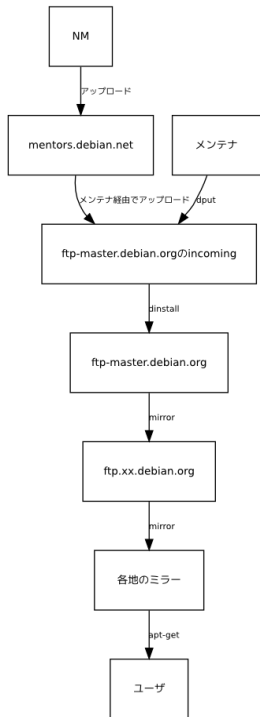 NM
アップロード
mentors.debian.net
メンテナ
メンテナ経由でアップロード
dput
ftp-master.debian.orgのincoming
dinstall
ftp-master.debian.org
mirror
ftp.xx.debian.org
mirror
各地のミラー
apt-get
ユーザ